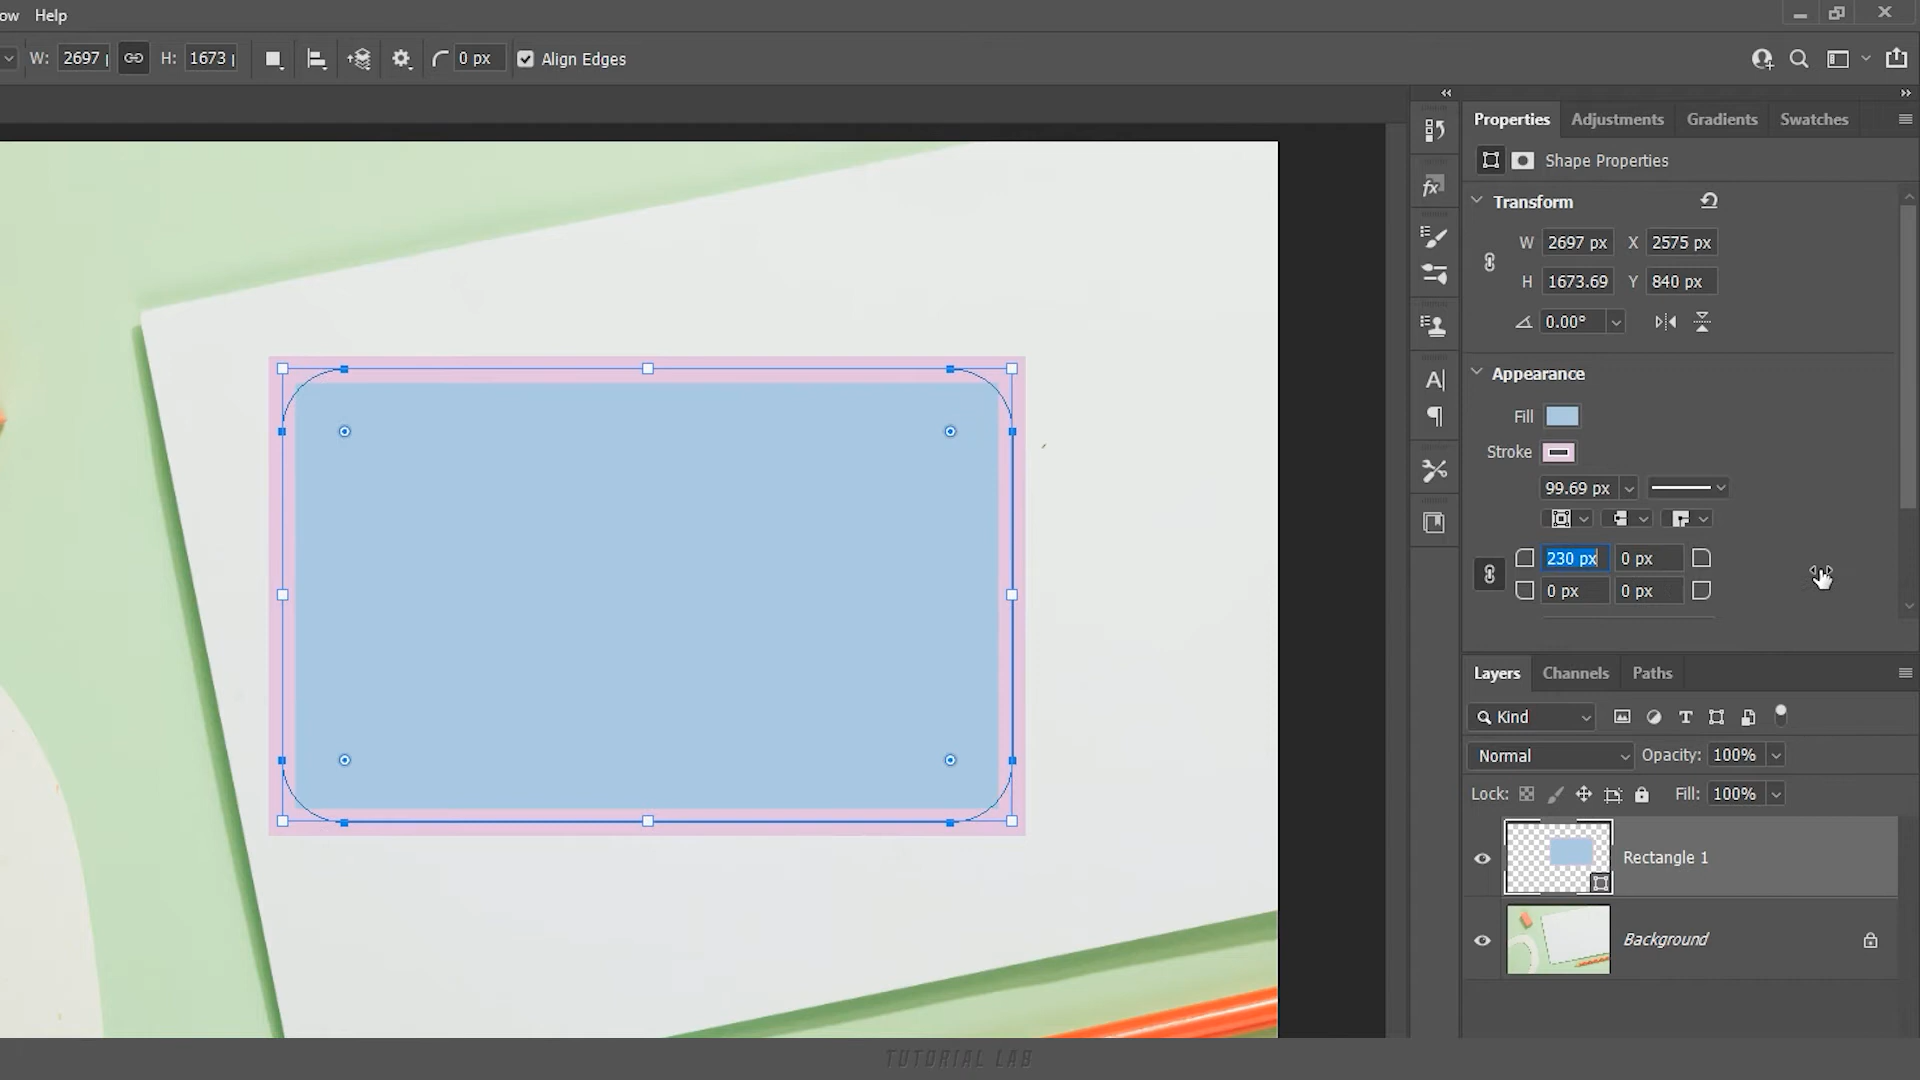 ow Help
W: 2697 H: 1673 0 px Align Edges
Properties Adjustments Gradients Swatches
Shape Properties
Transform
W 2697 px X 2575 px
H 1673.69 Y 840 px
0.00°
Appearance
Fill
Stroke
99.69 px
230 px 0 px
0 px 0 px
Layers Channels Paths
Kind
Normal Opacity: 100%
Lock: Fill: 100%
Rectangle 1
Background
TUTORIAL LAB